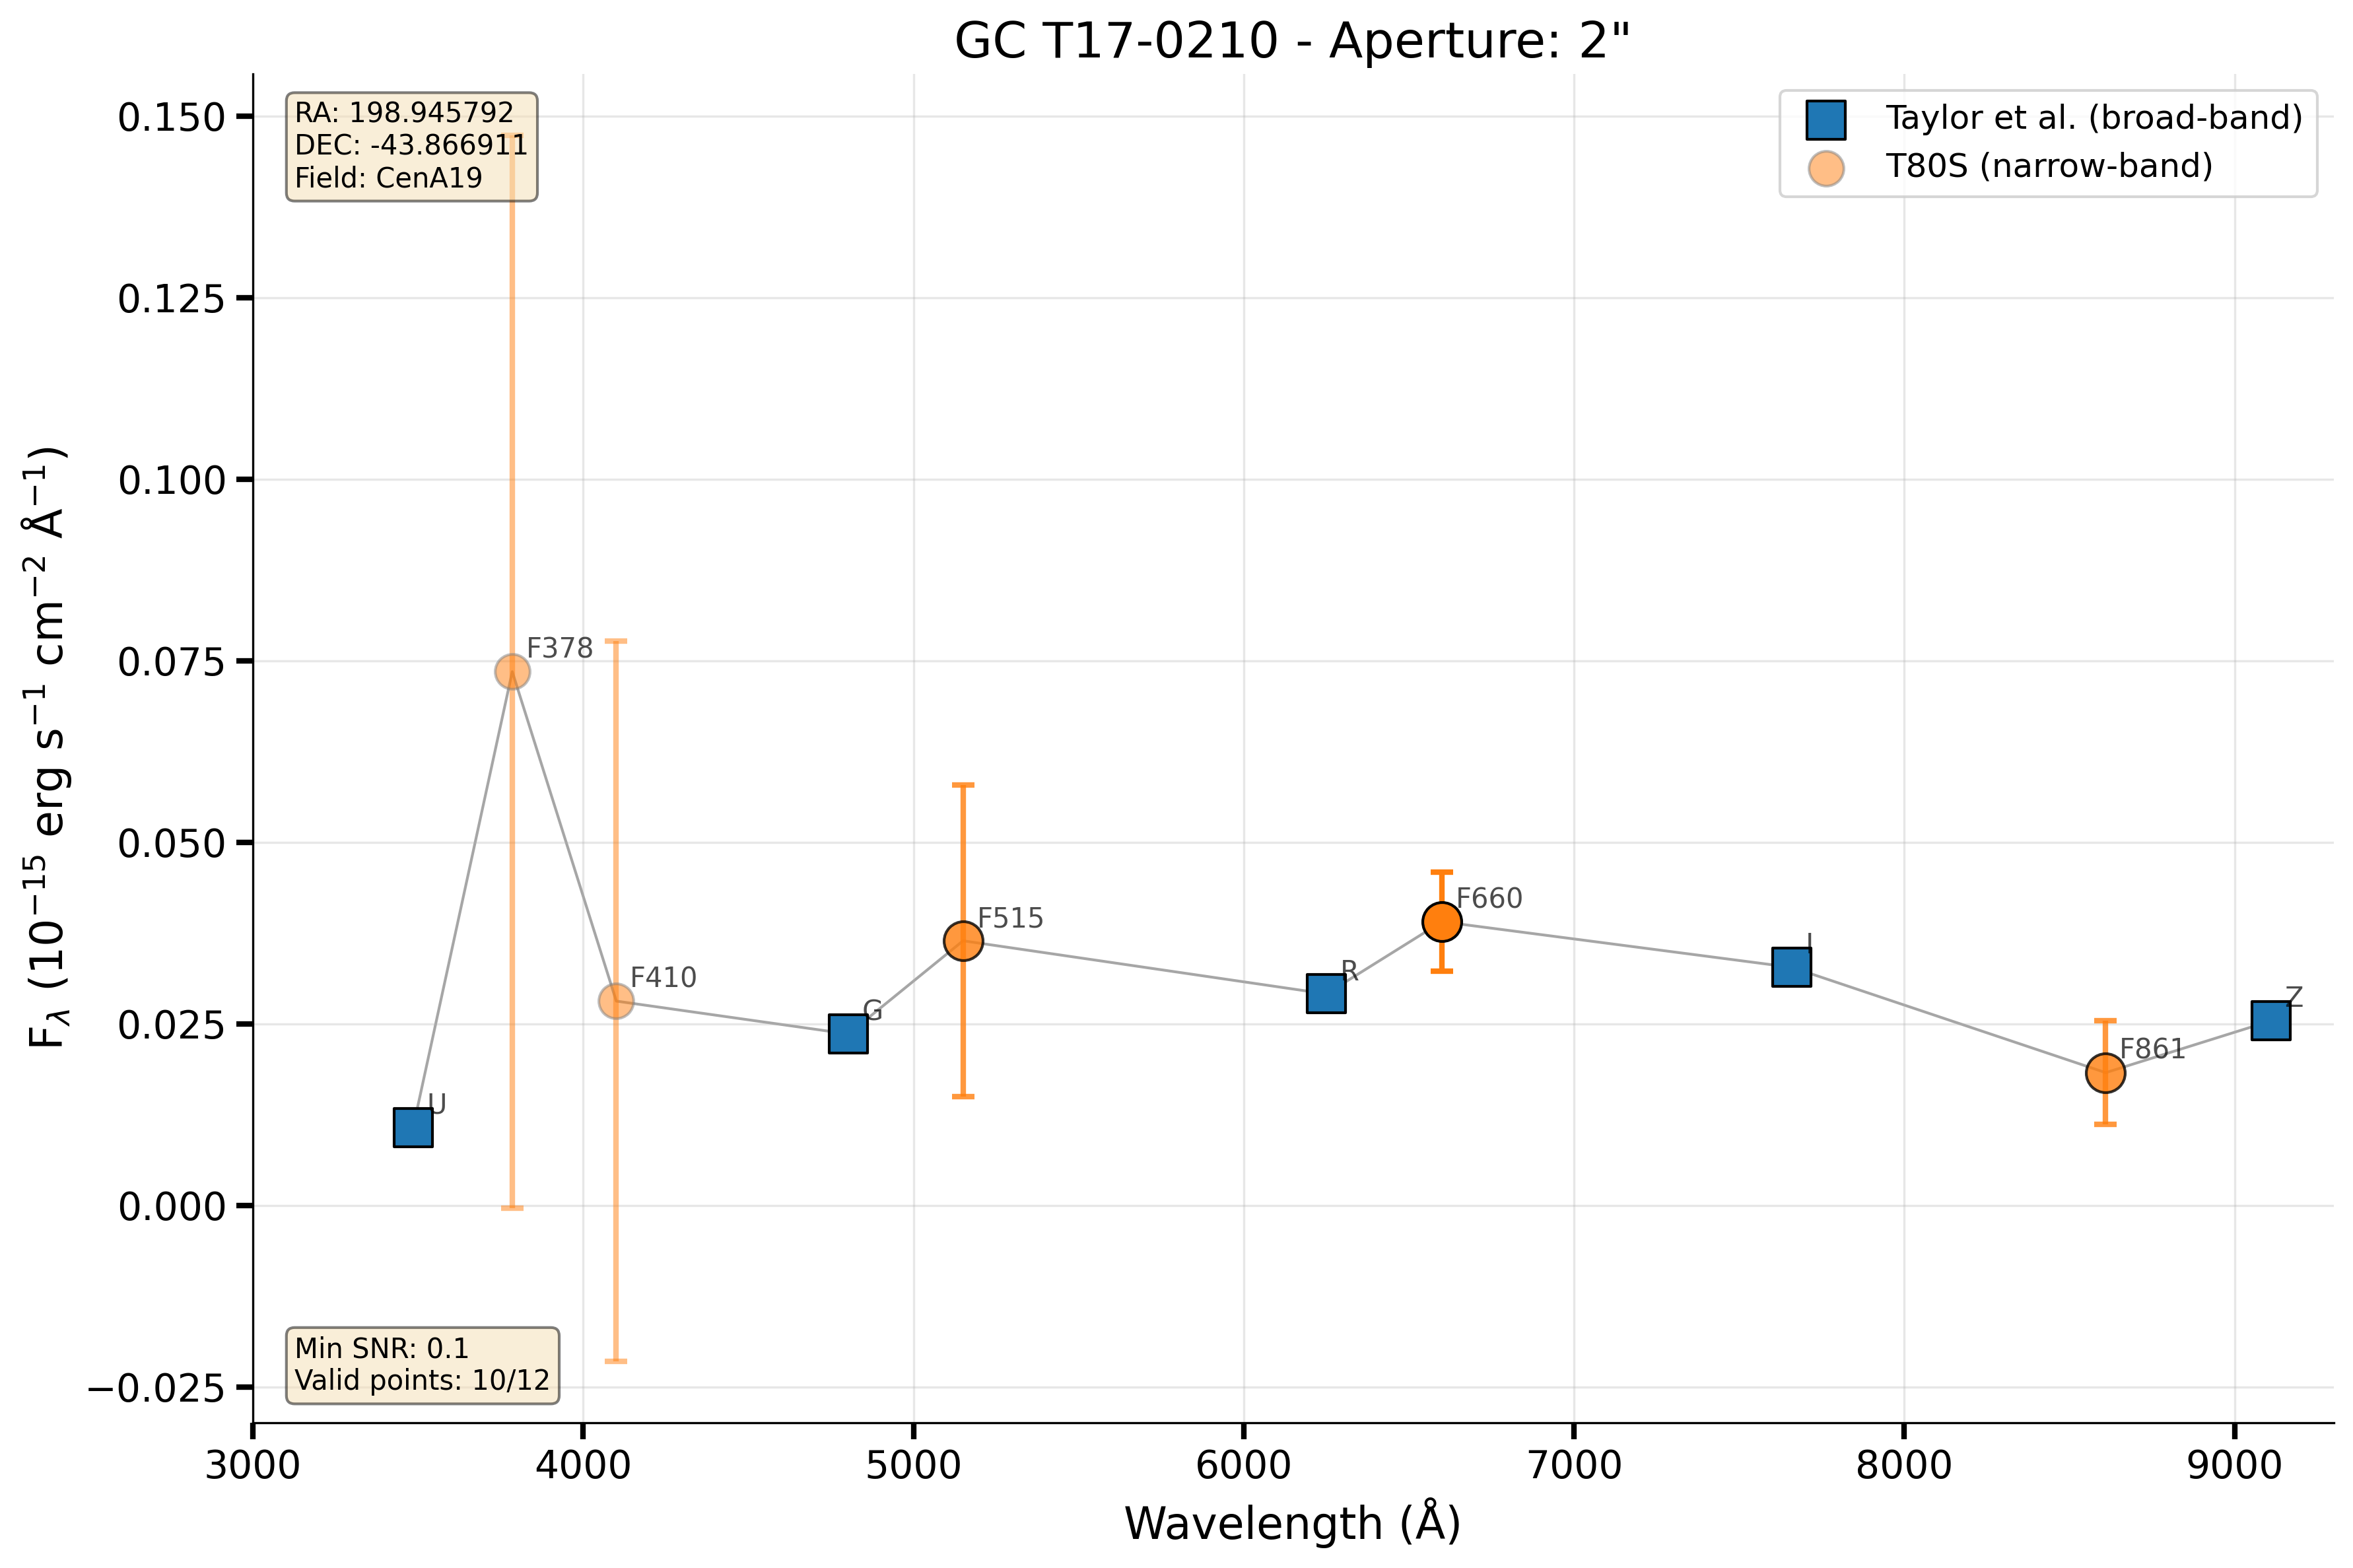 GC T17-0210 - Aperture: 2"
RA: 198.945792
DEC: -43.866911
Field: CenA19
Taylor et al. (broad-band)
T80S (narrow-band)
0.150
0.125
0.100
0.075
0.050
0.025
0.000
−0.025
F_λ (10⁻¹⁵ erg s⁻¹ cm⁻² Å⁻¹)
U
F378
F410
G
F515
R
F660
I
F861
Z
Min SNR: 0.1
Valid points: 10/12
3000 4000 5000 6000 7000 8000 9000
Wavelength (Å)